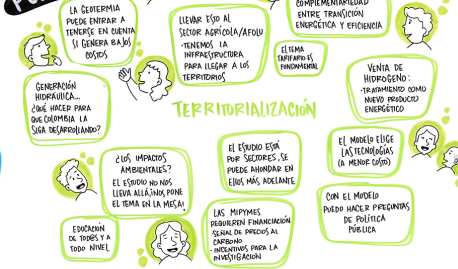 LA GEOTERMIA
PUEDE ENTRAR A
TENERSE EN CUENTA
SI GENERA BAJOS
COSTOS
LLEVAR ESTO AL
SECTOR AGRÍCOLA/AFOLU
-TENEMOS LA
INFRAESTRUCTURA
PARA LLEGAR A LOS
TERRITORIOS
COMPLEMENTARIEDAD
ENTRE TRANSICIÓN
ENERGÉTICA Y EFICIENCIA
EL TEMA
TARIFARIO ES
FUNDAMENTAL
VENTA DE
HIDROGENO:
-TRATAMIENTO COMO
NUEVO PRODUCTO
ENERGÉTICO
GENERACIÓN
HIDRÁULICA...
¿QUÉ HACER PARA
QUE COLOMBIA LA
SIGA DESARROLLANDO?
TERRITORIALIZACIÓN
¿LOS IMPACTOS
AMBIENTALES?
EL ESTUDIO NO NOS
LLEVA ALLÁ, NOS PONE
EL TEMA EN LA MESA!
EL ESTUDIO ESTÁ
POR SECTORES, SE
PUEDE AHONDAR EN
ELLOS MÁS ADELANTE
EL MODELO ELIGE
LAS TECNOLOGÍAS
(A MENOR COSTO)
EDUCACIÓN
DE TODOS Y A
TODO NIVEL
LAS MIPYMES
REQUIEREN FINANCIACIÓN
SEÑAL DE PRECIOS AL
CARBONO
- INCENTIVOS PARA LA
INVESTIGACIÓN
CON EL MODELO
PUEDO HACER PREGUNTAS
DE POLÍTICA
PÚBLICA